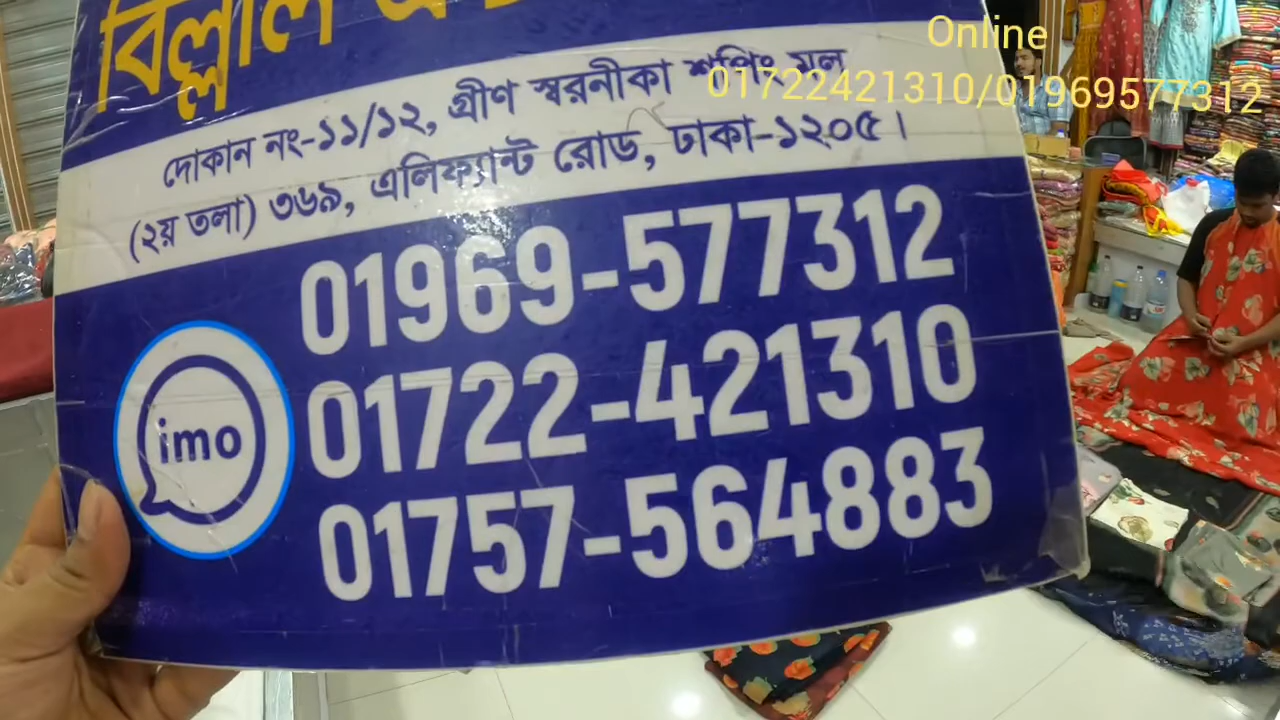 বিল্লাল
Online
01722421310/01969577312
দোকান নং-১১/১২, গ্রীণ স্বরনীকা শপিং মল
(২য় তলা) ৩৬৯, এলিফ্যান্ট রোড, ঢাকা-১২০৫।
01969-577312
imo
01722-421310
01757-564883